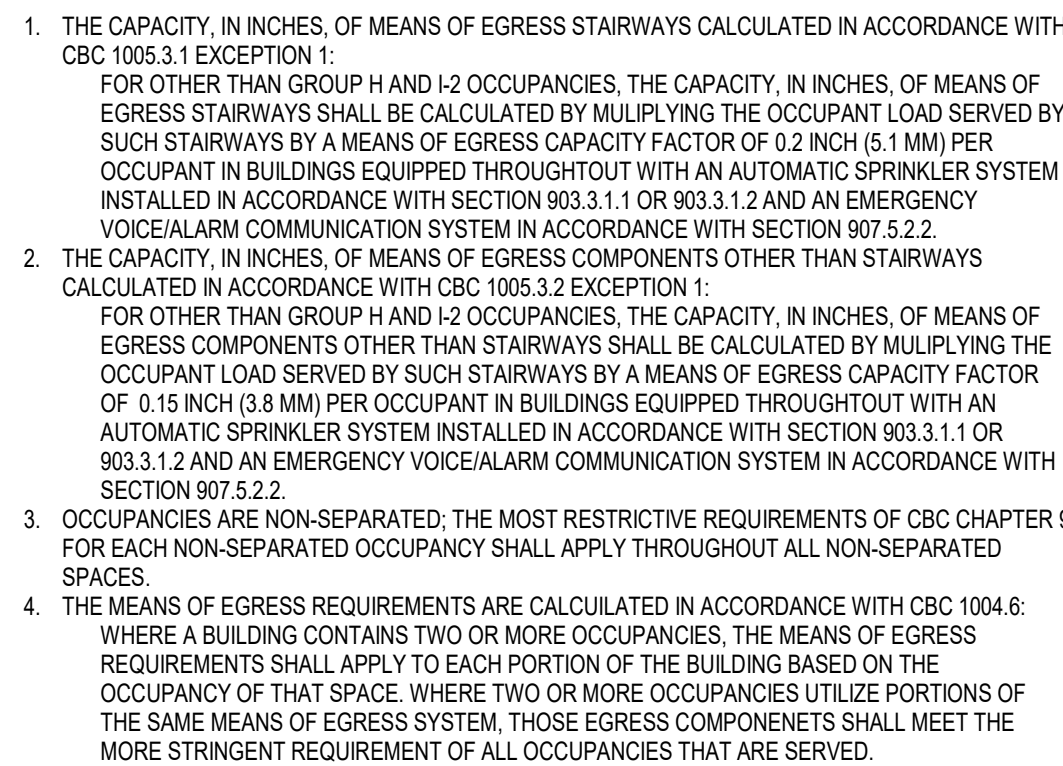 1. THE CAPACITY, IN INCHES, OF MEANS OF EGRESS STAIRWAYS CALCULATED IN ACCORDANCE WITH
CBC 1005.3.1 EXCEPTION 1:
FOR OTHER THAN GROUP H AND I-2 OCCUPANCIES, THE CAPACITY, IN INCHES, OF MEANS OF
EGRESS STAIRWAYS SHALL BE CALCULATED BY MULIPLYING THE OCCUPANT LOAD SERVED BY
SUCH STAIRWAYS BY A MEANS OF EGRESS CAPACITY FACTOR OF 0.2 INCH (5.1 MM) PER
OCCUPANT IN BUILDINGS EQUIPPED THROUGHTOUT WITH AN AUTOMATIC SPRINKLER SYSTEM
INSTALLED IN ACCORDANCE WITH SECTION 903.3.1.1 OR 903.3.1.2 AND AN EMERGENCY
VOICE/ALARM COMMUNICATION SYSTEM IN ACCORDANCE WITH SECTION 907.5.2.2.
2. THE CAPACITY, IN INCHES, OF MEANS OF EGRESS COMPONENTS OTHER THAN STAIRWAYS
CALCULATED IN ACCORDANCE WITH CBC 1005.3.2 EXCEPTION 1:
FOR OTHER THAN GROUP H AND I-2 OCCUPANCIES, THE CAPACITY, IN INCHES, OF MEANS OF
EGRESS COMPONENTS OTHER THAN STAIRWAYS SHALL BE CALCULATED BY MULIPLYING THE
OCCUPANT LOAD SERVED BY SUCH STAIRWAYS BY A MEANS OF EGRESS CAPACITY FACTOR
OF 0.15 INCH (3.8 MM) PER OCCUPANT IN BUILDINGS EQUIPPED THROUGHTOUT WITH AN
AUTOMATIC SPRINKLER SYSTEM INSTALLED IN ACCORDANCE WITH SECTION 903.3.1.1 OR
903.3.1.2 AND AN EMERGENCY VOICE/ALARM COMMUNICATION SYSTEM IN ACCORDANCE WITH
SECTION 907.5.2.2.
3. OCCUPANCIES ARE NON-SEPARATED; THE MOST RESTRICTIVE REQUIREMENTS OF CBC CHAPTER 9
FOR EACH NON-SEPARATED OCCUPANCY SHALL APPLY THROUGHOUT ALL NON-SEPARATED
SPACES.
4. THE MEANS OF EGRESS REQUIREMENTS ARE CALCUILATED IN ACCORDANCE WITH CBC 1004.6:
WHERE A BUILDING CONTAINS TWO OR MORE OCCUPANCIES, THE MEANS OF EGRESS
REQUIREMENTS SHALL APPLY TO EACH PORTION OF THE BUILDING BASED ON THE
OCCUPANCY OF THAT SPACE. WHERE TWO OR MORE OCCUPANCIES UTILIZE PORTIONS OF
THE SAME MEANS OF EGRESS SYSTEM, THOSE EGRESS COMPONENETS SHALL MEET THE
MORE STRINGENT REQUIREMENT OF ALL OCCUPANCIES THAT ARE SERVED.